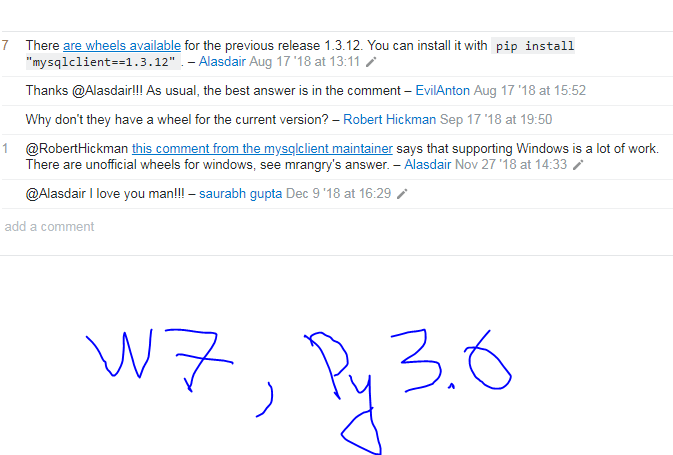 7 There are wheels available for the previous release 1.3.12. You can install it with pip install
"mysqlclient==1.3.12" . – Alasdair Aug 17 '18 at 13:11
Thanks @Alasdair!!! As usual, the best answer is in the comment – EvilAnton Aug 17 '18 at 15:52
Why don't they have a wheel for the current version? – Robert Hickman Sep 17 '18 at 19:50
1 @RobertHickman this comment from the mysqlclient maintainer says that supporting Windows is a lot of work.
There are unofficial wheels for windows, see mrangry's answer. – Alasdair Nov 27 '18 at 14:33
@Alasdair I love you man!!! – saurabh gupta Dec 9 '18 at 16:29
add a comment
W7, Py 3.6